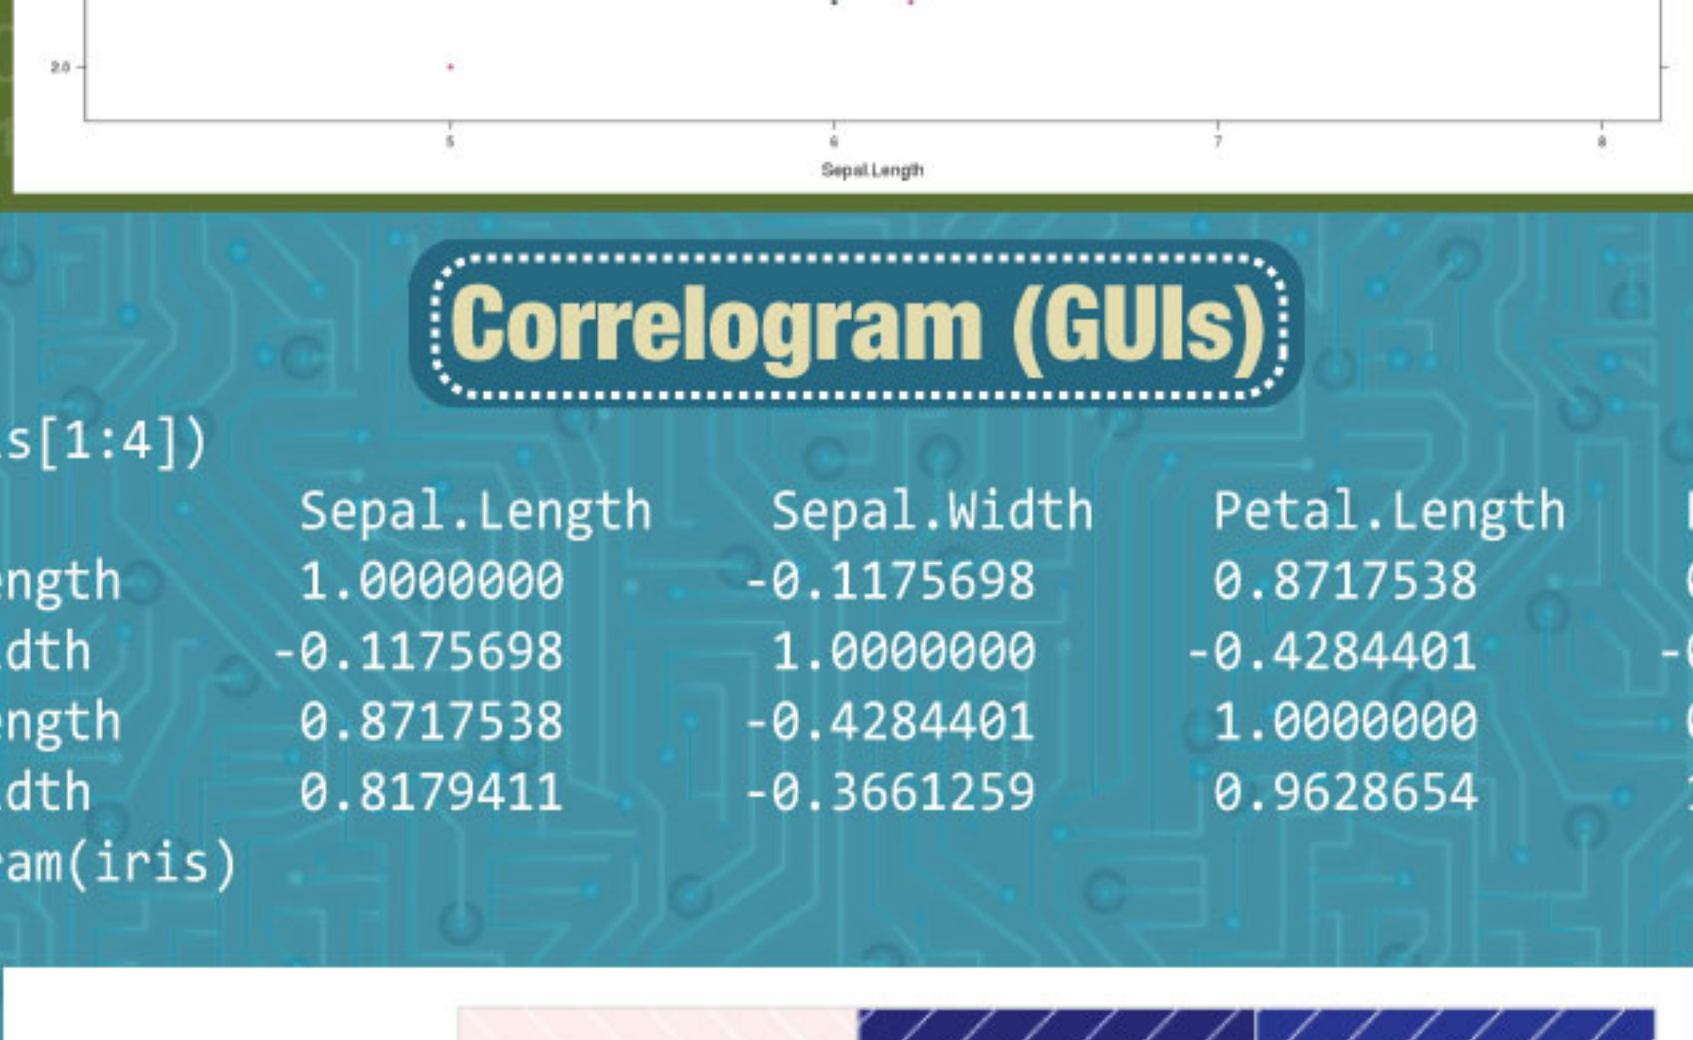 2.0
5 6 7 8
Sepal.Length
Correlogram (GUIs)
s[1:4])
Sepal.Length Sepal.Width Petal.Length
ength 1.0000000 -0.1175698 0.8717538
dth -0.1175698 1.0000000 -0.4284401
ength 0.8717538 -0.4284401 1.0000000
dth 0.8179411 -0.3661259 0.9628654
am(iris)